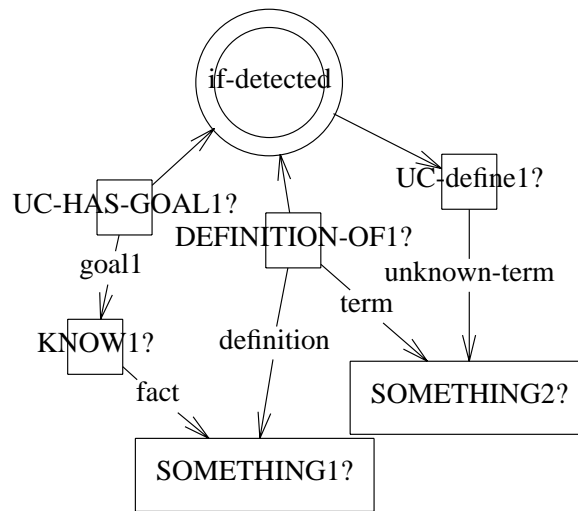 if-detected
UC-define1?
UC-HAS-GOAL1?
DEFINITION-OF1?
goal1
unknown-term
term
definition
KNOW1?
fact
SOMETHING2?
SOMETHING1?